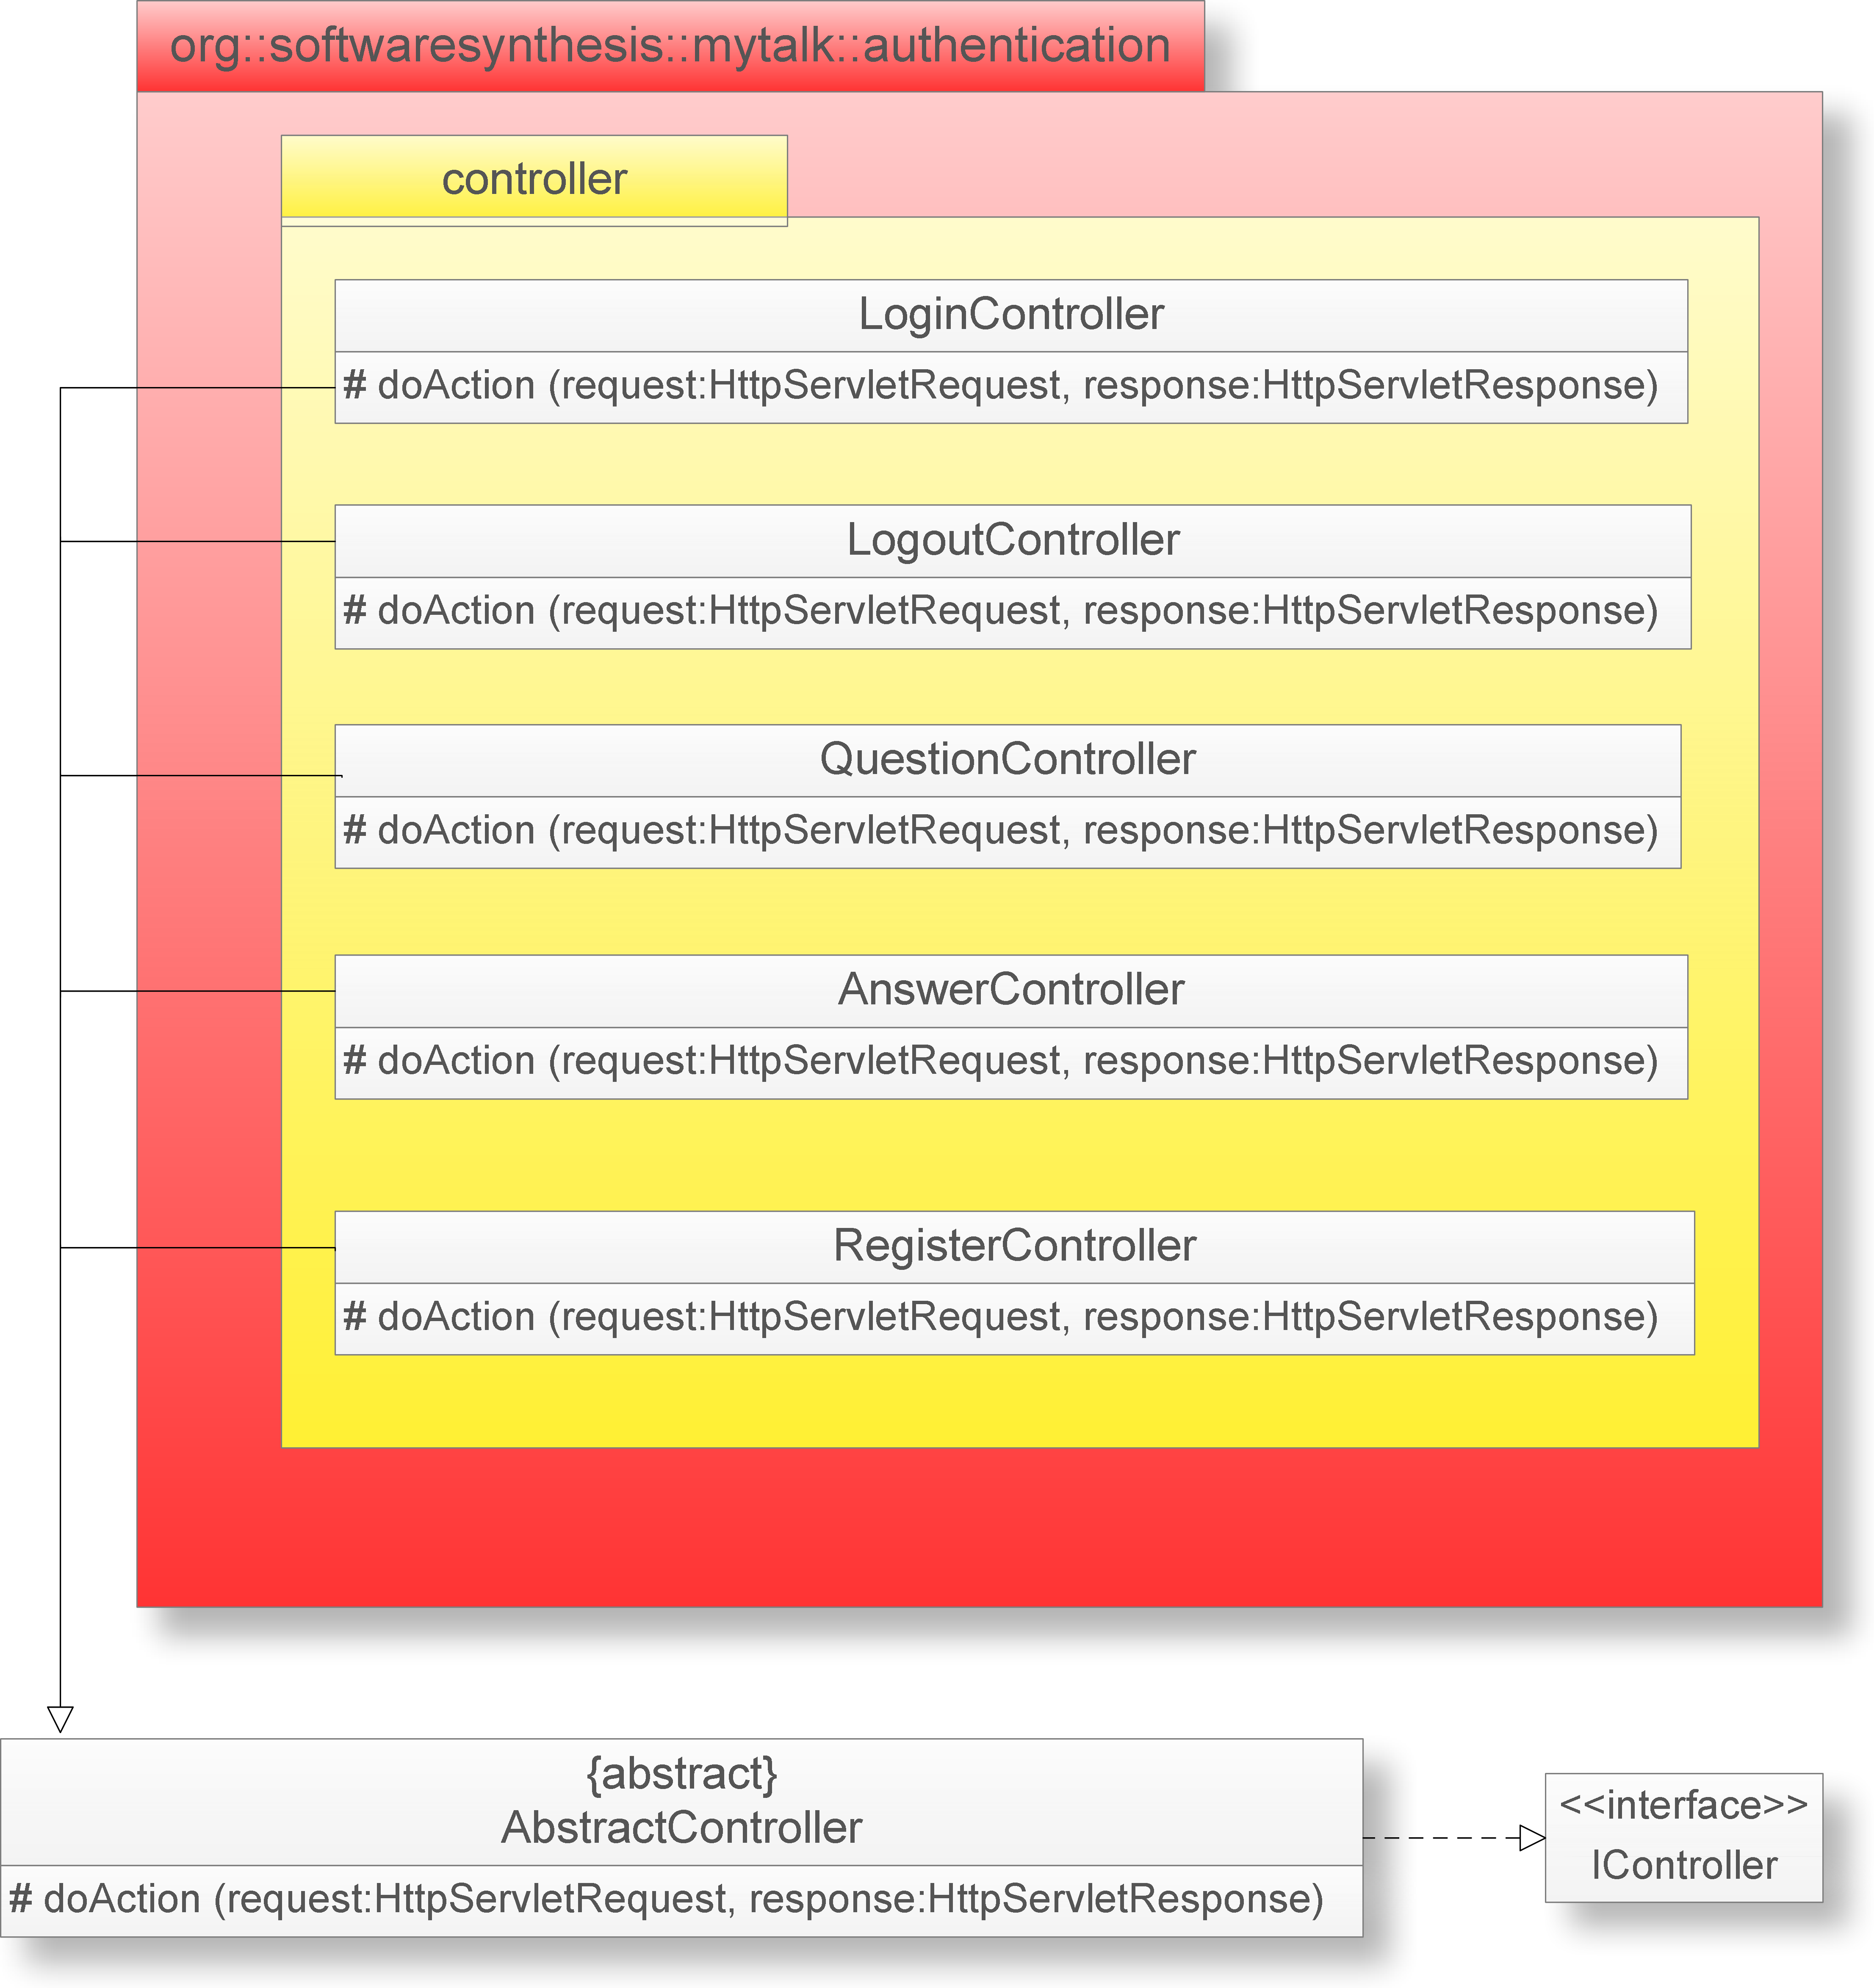 org::softwaresynthesis::mytalk::authentication
controller
LoginController
# doAction (request:HttpServletRequest, response:HttpServletResponse)
LogoutController
# doAction (request:HttpServletRequest, response:HttpServletResponse)
QuestionController
# doAction (request:HttpServletRequest, response:HttpServletResponse)
AnswerController
# doAction (request:HttpServletRequest, response:HttpServletResponse)
RegisterController
# doAction (request:HttpServletRequest, response:HttpServletResponse)
{abstract}
AbstractController
# doAction (request:HttpServletRequest, response:HttpServletResponse)
<<interface>>
IController